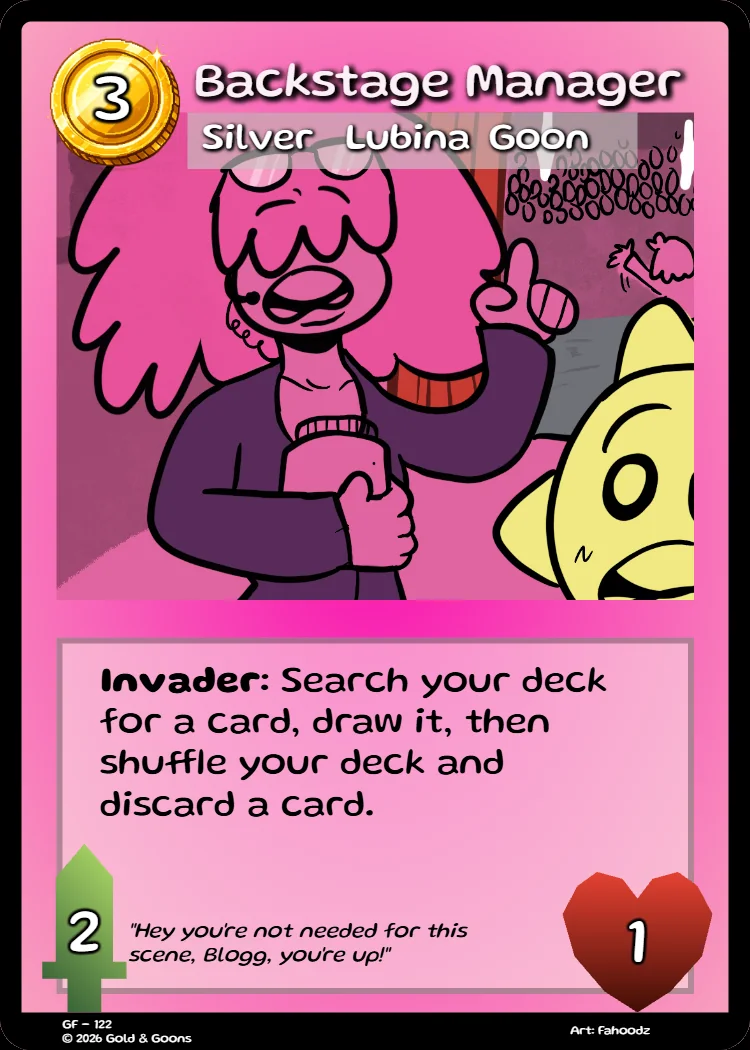 3
Backstage Manager
Silver Lubina Goon
Invader: Search your deck
for a card, draw it, then
shuffle your deck and
discard a card.
2
"Hey you're not needed for this
scene, Blogg, you're up!"
1
GF - 122
© 2026 Gold & Goons
Art: Fahoodz